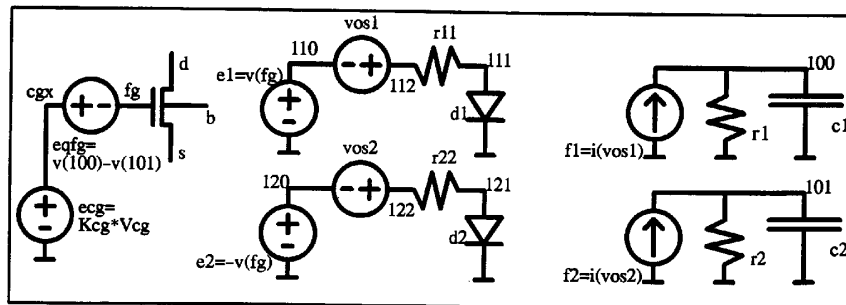 vos1
d
110
r11
111
100
e1=v(fg)
112
cgx
fg
b
d1
eqfg=
v(100)-v(101)
s
f1=i(vos1)
r1
c1
vos2
r22
120
121
101
122
ecg=
Kcg*Vcg
d2
e2=-v(fg)
f2=i(vos2)
r2
c2